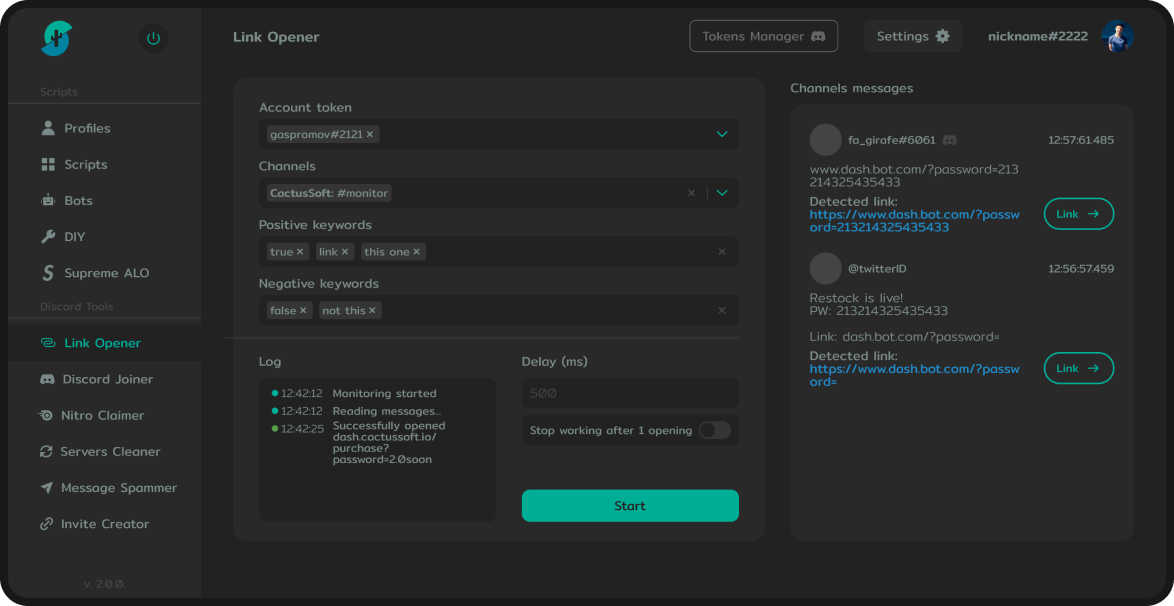 Link Opener
Tokens Manager
Settings
nickname#2222
Scripts
Profiles
Scripts
Bots
DIY
Supreme ALO
Discord Tools
Link Opener
Discord Joiner
Nitro Claimer
Servers Cleaner
Message Spammer
Invite Creator
v. 2.0.0.
Account token
gaspromov#2121 ×
Channels
CactusSoft: #monitor
×
Positive keywords
true × link × this one ×
×
Negative keywords
false × not this ×
×
Log
12:42:12 Monitoring started
12:42:12 Reading messages...
12:42:25 Successfully opened
dash.cactussoft.io/
purchase?
password=2.0soon
Delay (ms)
500
Stop working after 1 opening
Start
Channels messages
fa_girafe#6061
12:57:61.485
www.dash.bot.com/?password=213
214325435433
Detected link:
https://www.dash.bot.com/?passw
ord=213214325435433
Link →
@twitterID
12:56:57.459
Restock is live!
PW: 213214325435433
Link: dash.bot.com/?password=
Detected link:
https://www.dash.bot.com/?passw
ord=
Link →